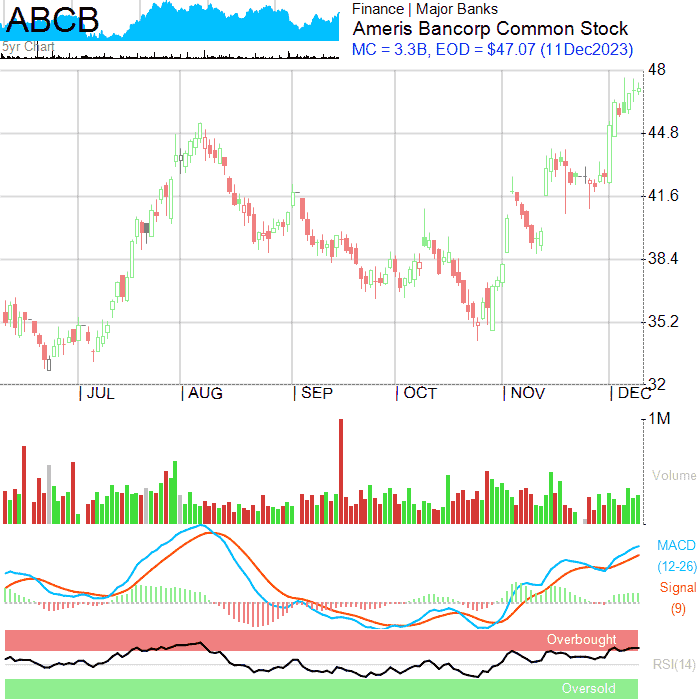 ABCB
5yr Chart
Finance | Major Banks
Ameris Bancorp Common Stock
MC = 3.3B, EOD = $47.07 (11Dec2023)
48
44.8
41.6
38.4
35.2
32
| JUL | AUG | SEP | OCT | NOV | DEC
1M
Volume
MACD
(12-26)
Signal
(9)
Overbought
RSI(14)
Oversold